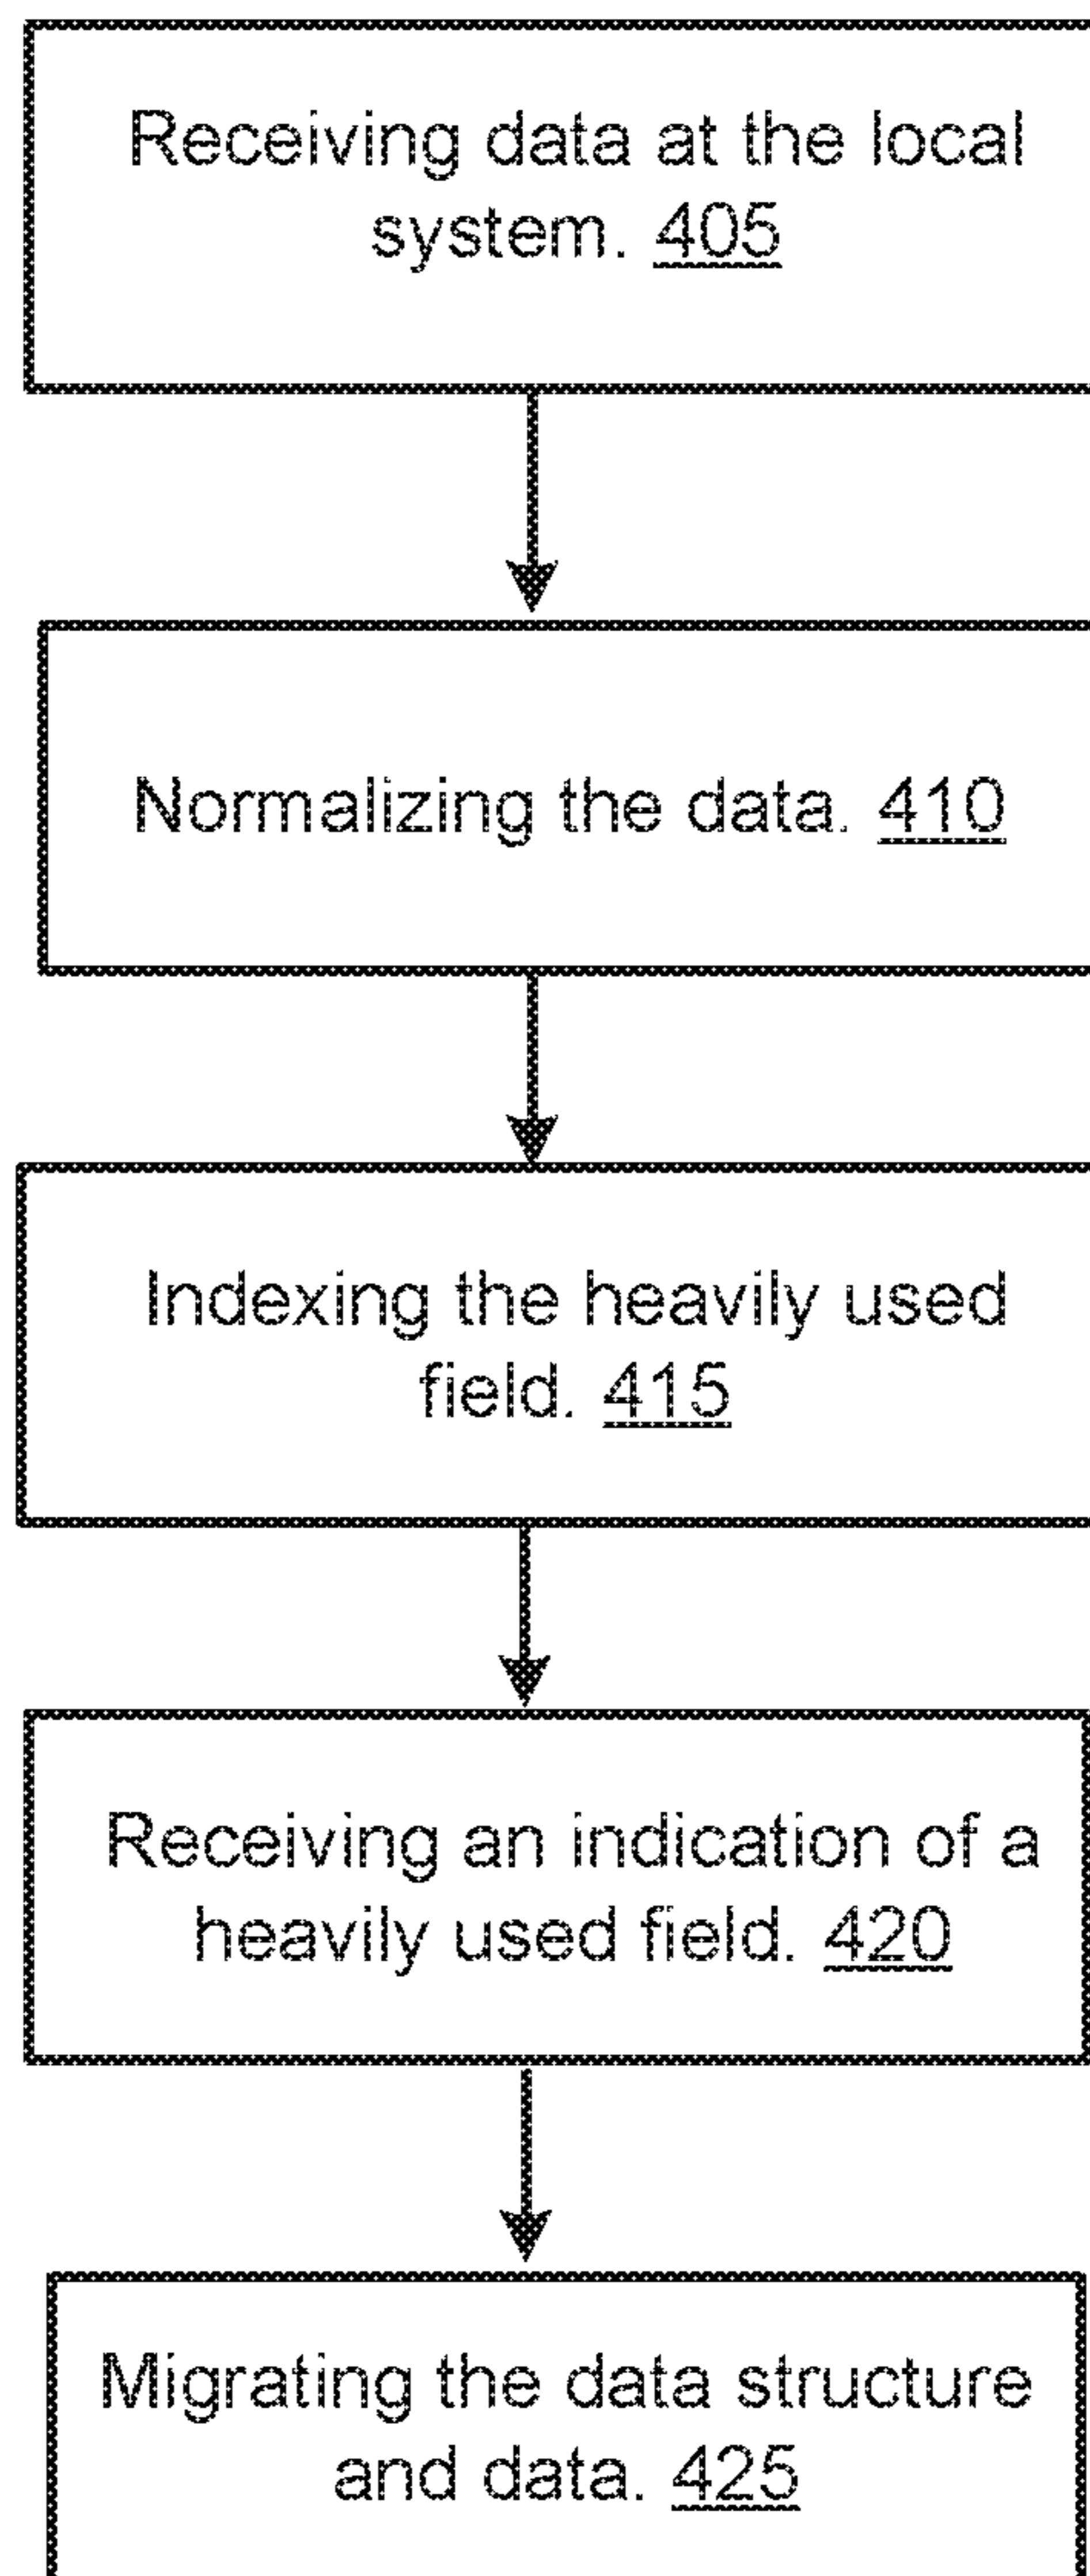 Receiving data at the local
system. 405
Normalizing the data. 410
Indexing the heavily used
field. 415
Receiving an indication of a
heavily used field. 420
Migrating the data structure
and data. 425